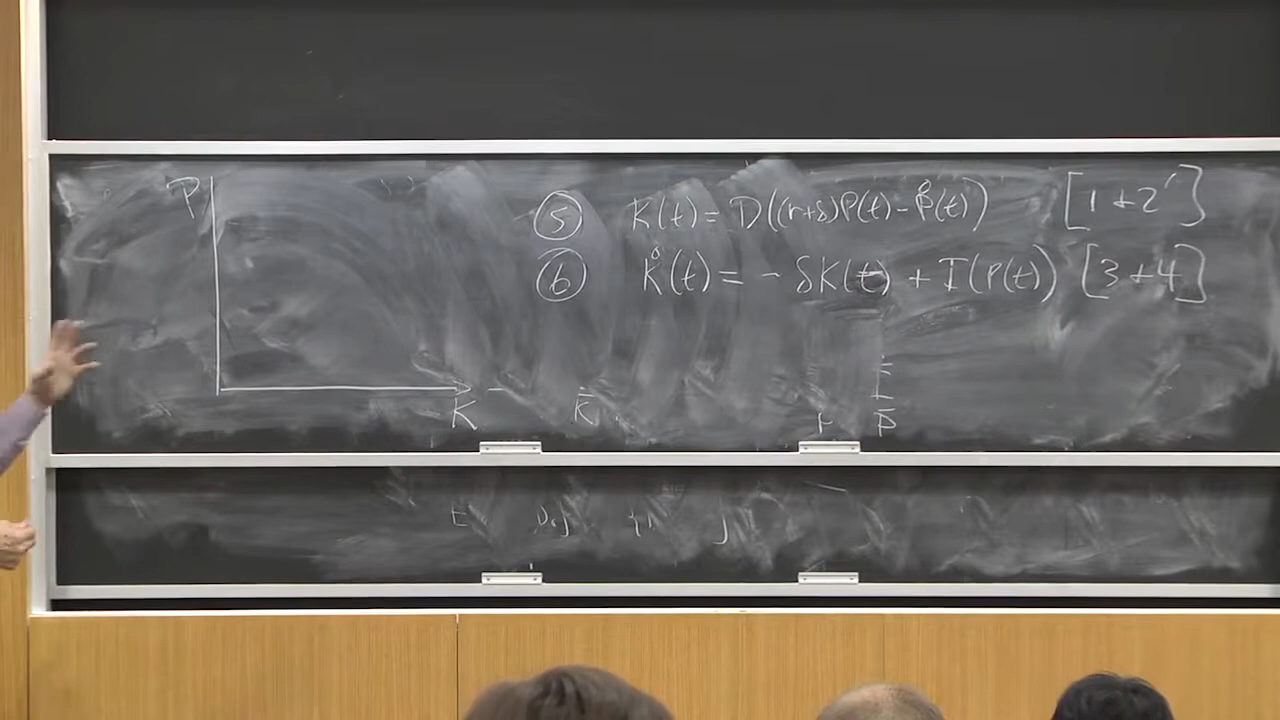 P
⑤ K(t) = D((r+δ)P(t) - P̊(t)) [1+2']
⑥ K̊(t) = - δK(t) + I(P(t)) [3+4]
K K̄ P̄